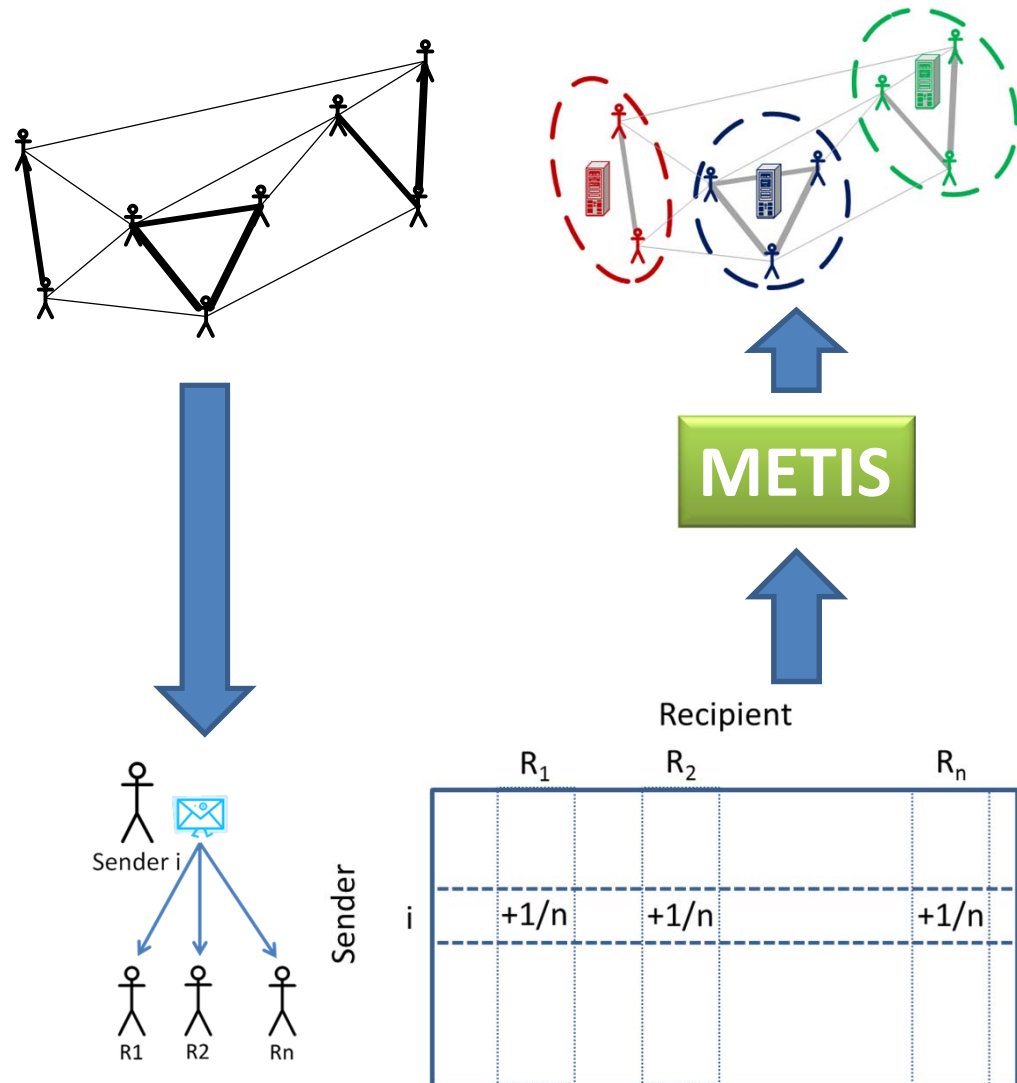 METIS
Recipient
R₁ R₂ Rₙ
Sender i
Sender
i +1/n +1/n +1/n
R1 R2 Rn